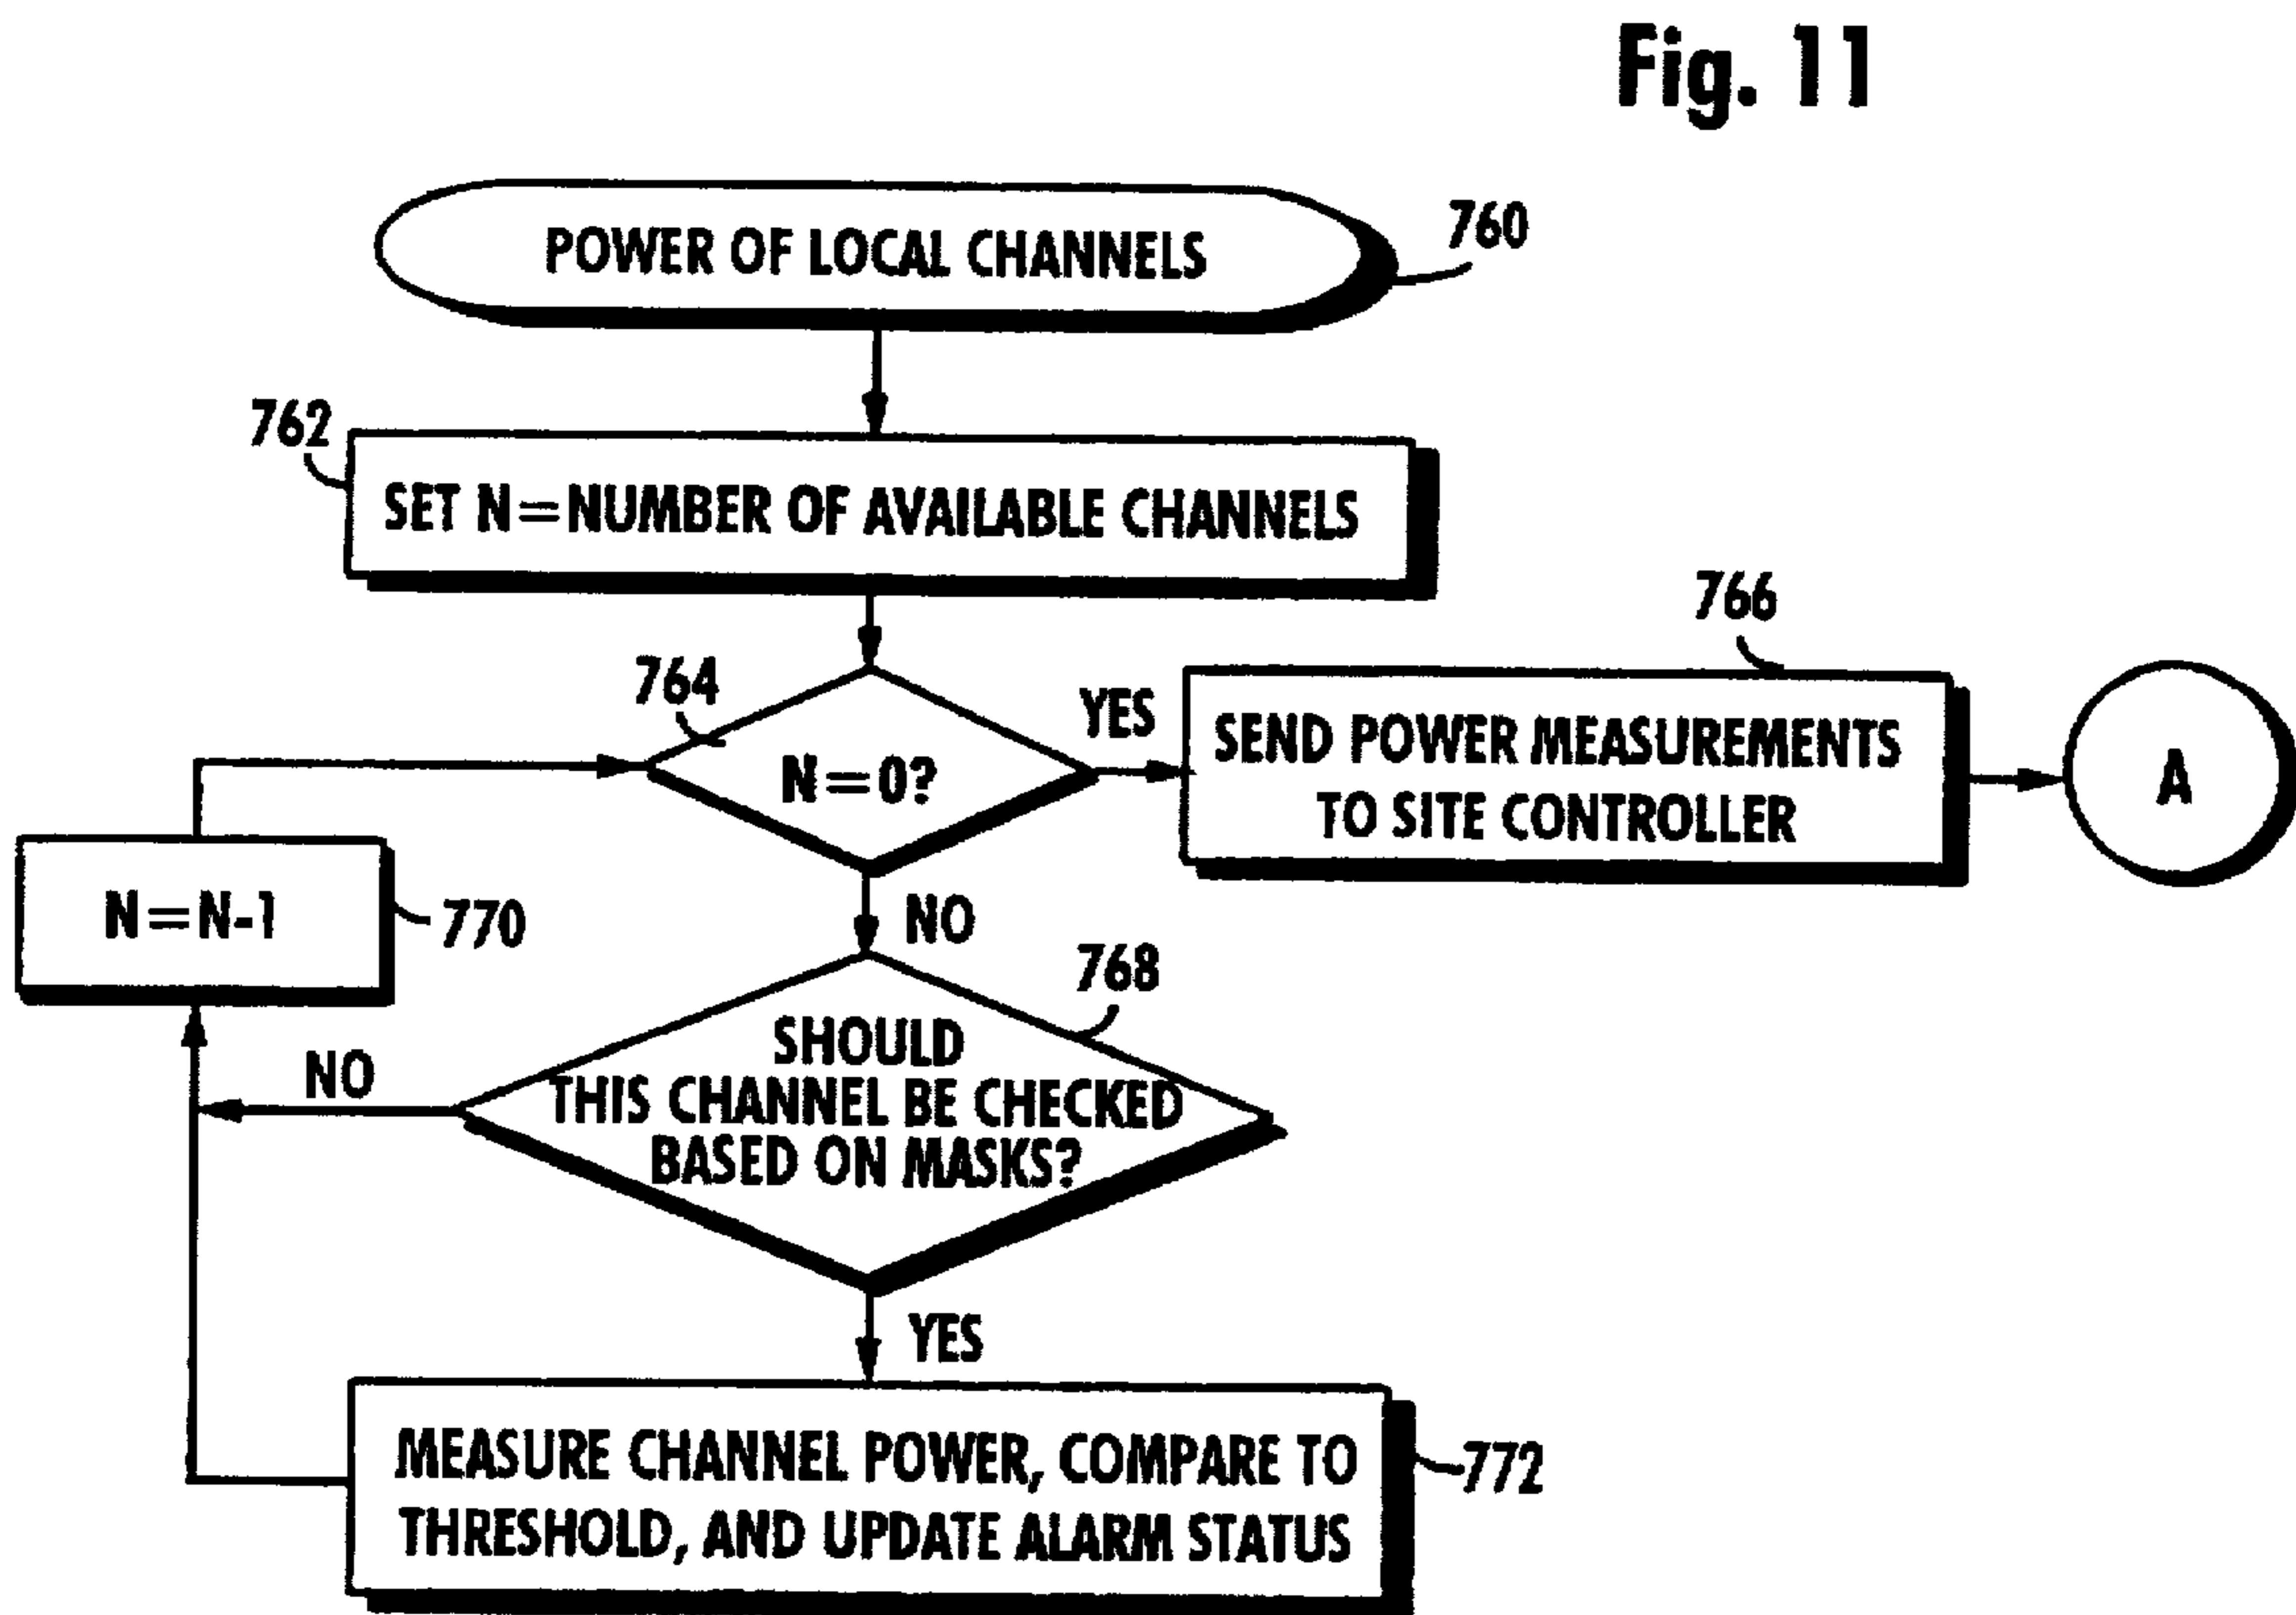 Fig. 11
POWER OF LOCAL CHANNELS
760
762
SET N=NUMBER OF AVAILABLE CHANNELS
766
764
YES
SEND POWER MEASUREMENTS
TO SITE CONTROLLER
A
N=0?
N=N-1
770
NO
768
SHOULD
THIS CHANNEL BE CHECKED
BASED ON MASKS?
NO
YES
MEASURE CHANNEL POWER, COMPARE TO
THRESHOLD, AND UPDATE ALARM STATUS
772